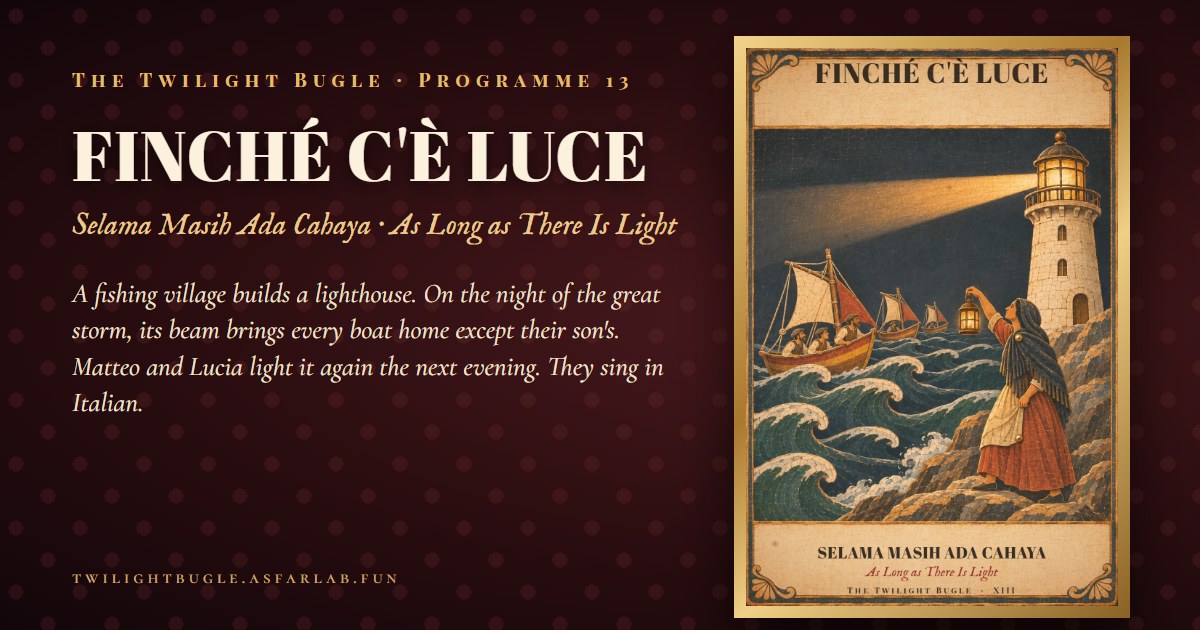 The Twilight Bugle · Programme 13
FINCHÉ C'È LUCE
Selama Masih Ada Cahaya · As Long as There Is Light
A fishing village builds a lighthouse. On the night of the great
storm, its beam brings every boat home except their son's.
Matteo and Lucia light it again the next evening. They sing in
Italian.
TWILIGHTBUGLE.ASFARLAB.FUN
FINCHÉ C'È LUCE
SELAMA MASIH ADA CAHAYA
As Long as There Is Light
The Twilight Bugle · XIII